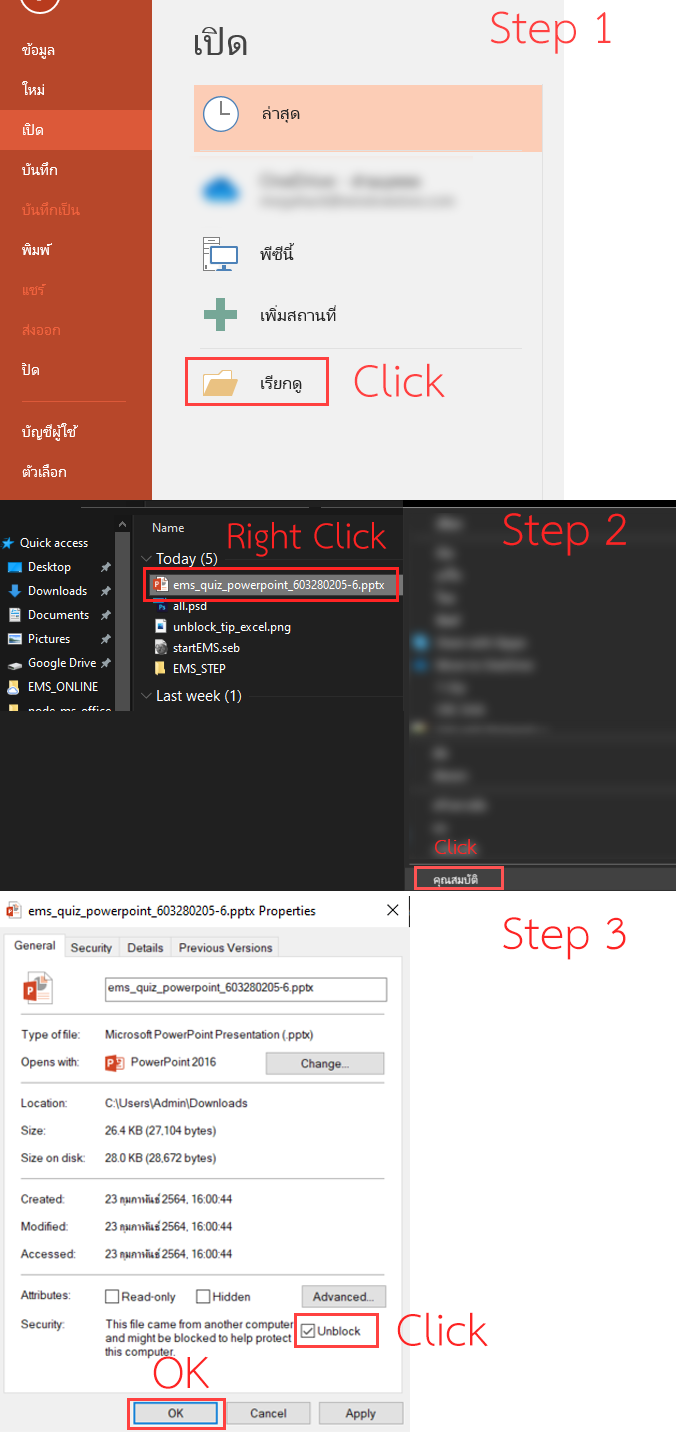 Step 1
ข้อมูล
ใหม่
เปิด
บันทึก
บันทึกเป็น
พิมพ์
แชร์
ส่งออก
ปิด
บัญชีผู้ใช้
ตัวเลือก
เปิด
ล่าสุด
พีซีนี้
เพิ่มสถานที่
เรียกดู
Click
Step 2
Quick access
Desktop
Downloads
Documents
Pictures
Google Drive
EMS_ONLINE
node_ms_office
Name
Right Click
Today (5)
ems_quiz_powerpoint_603280205-6.pptx
all.psd
unblock_tip_excel.png
startEMS.seb
EMS_STEP
Last week (1)
Click
คุณสมบัติ
Step 3
ems_quiz_powerpoint_603280205-6.pptx Properties
General Security Details Previous Versions
ems_quiz_powerpoint_603280205-6.pptx
Type of file: Microsoft PowerPoint Presentation (.pptx)
Opens with: PowerPoint 2016 Change...
Location: C:\Users\Admin\Downloads
Size: 26.4 KB (27,104 bytes)
Size on disk: 28.0 KB (28,672 bytes)
Created: 23 กุมภาพันธ์ 2564, 16:00:44
Modified: 23 กุมภาพันธ์ 2564, 16:00:44
Accessed: 23 กุมภาพันธ์ 2564, 16:00:44
Attributes: Read-only Hidden Advanced...
Security: This file came from another computer
and might be blocked to help protect
this computer.
Unblock
Click
OK
OK Cancel Apply